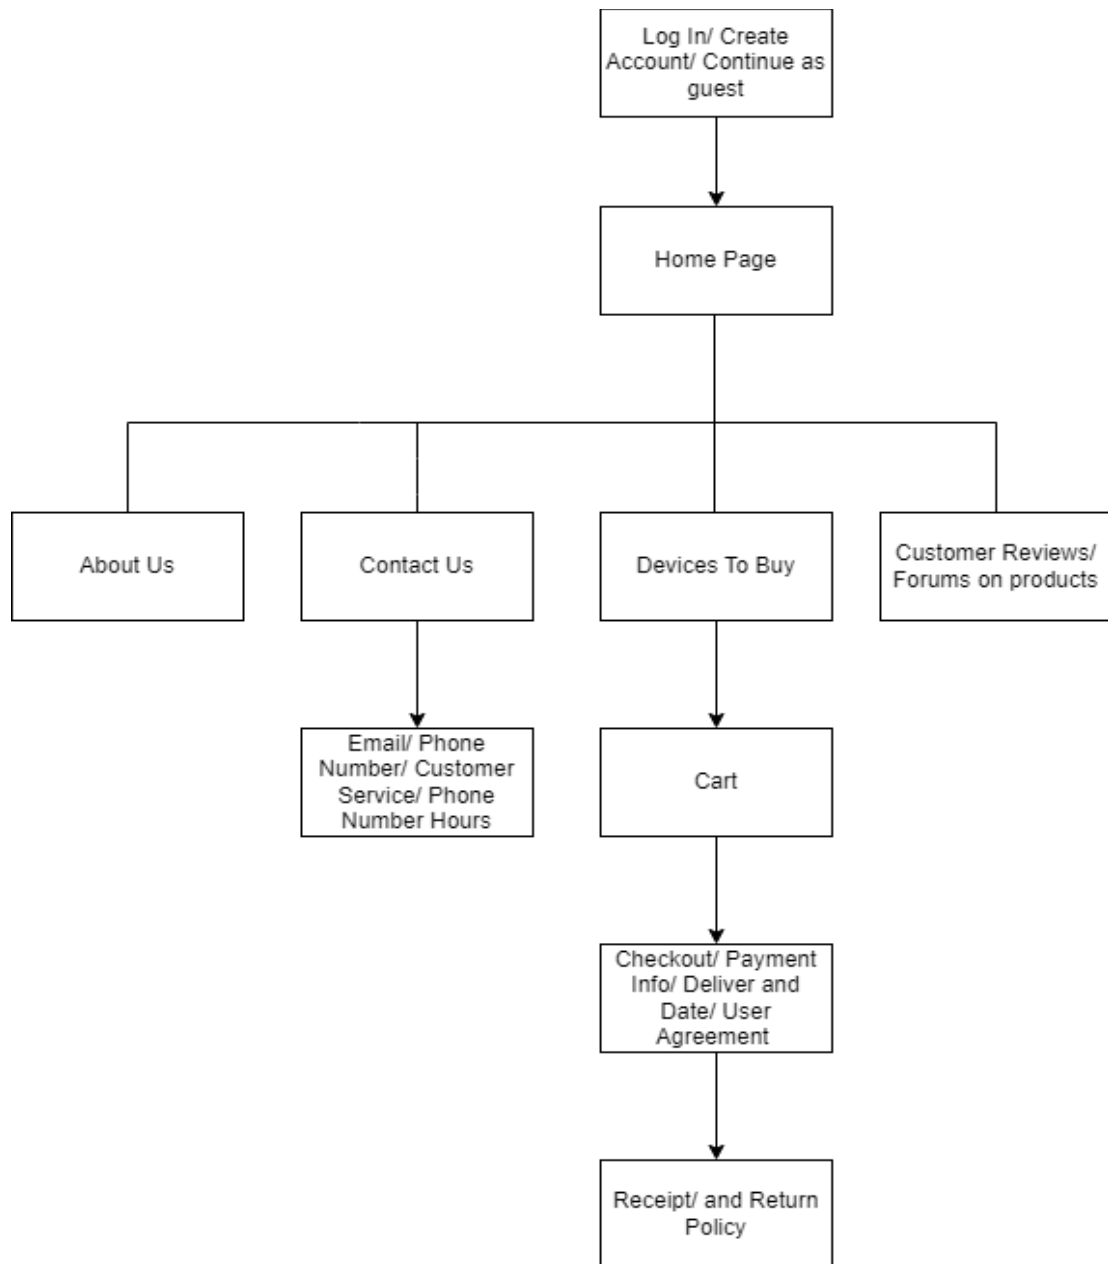 Log In/ Create
Account/ Continue as
guest
Home Page
About Us
Contact Us
Devices To Buy
Customer Reviews/
Forums on products
Email/ Phone
Number/ Customer
Service/ Phone
Number Hours
Cart
Checkout/ Payment
Info/ Deliver and
Date/ User
Agreement
Receipt/ and Return
Policy